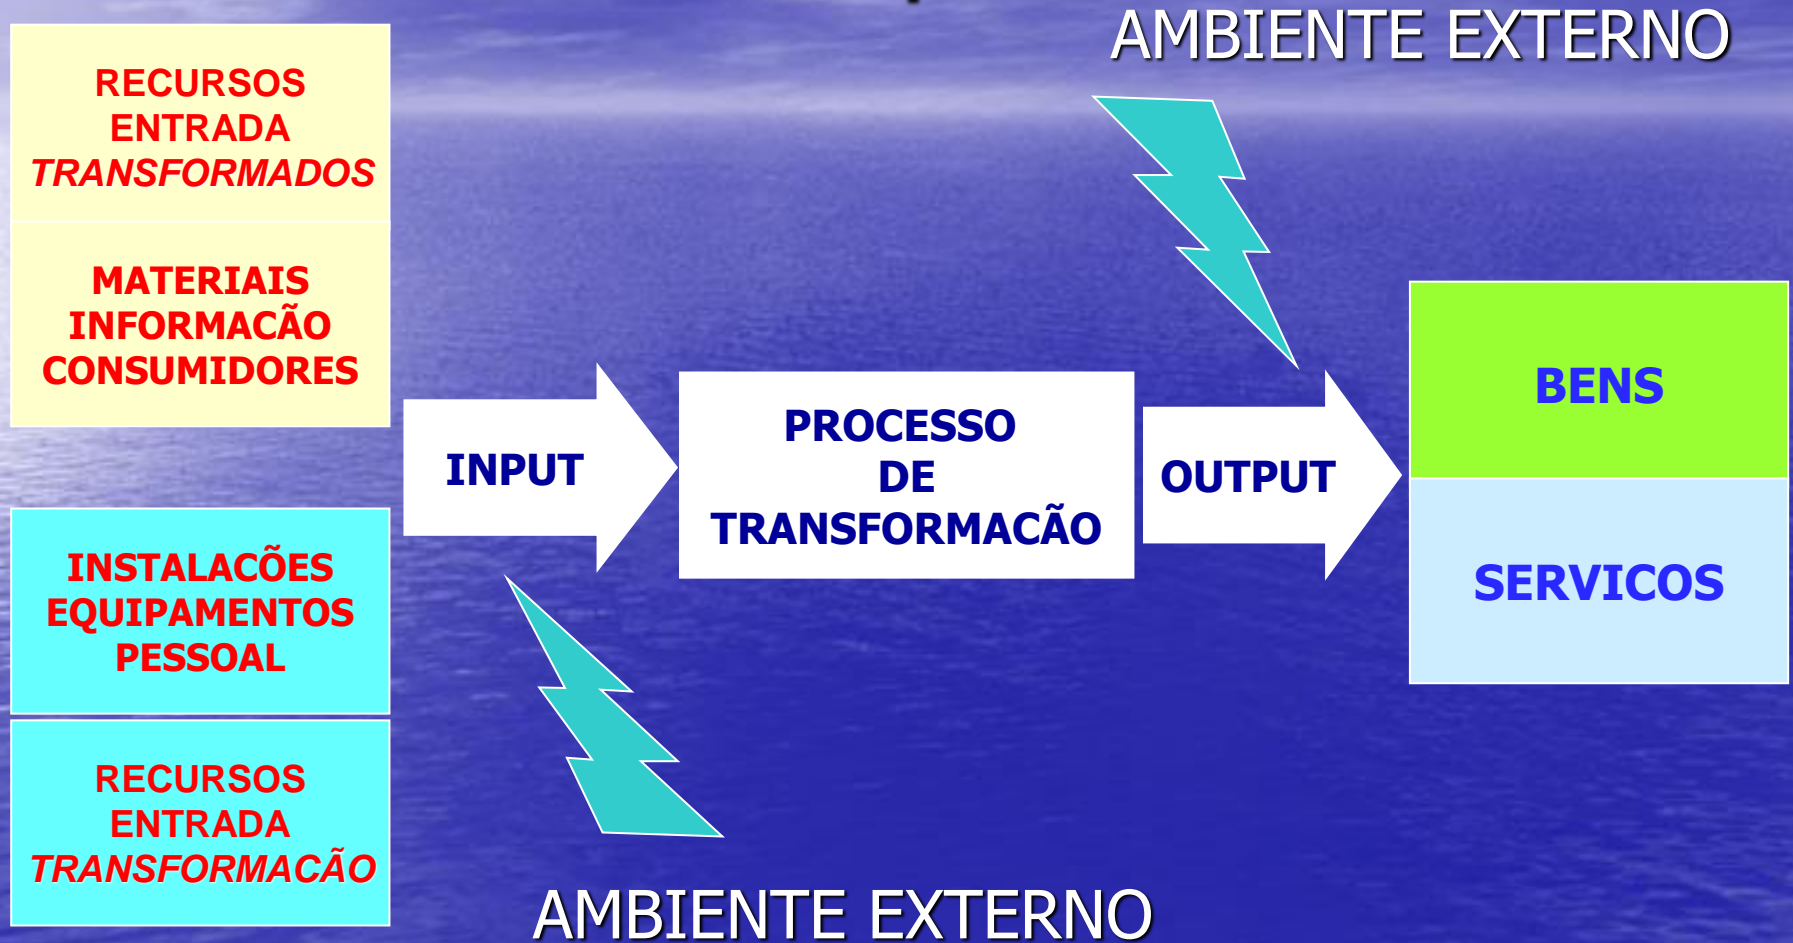 AMBIENTE EXTERNO
RECURSOS
ENTRADA
TRANSFORMADOS
MATERIAIS
INFORMACÃO
CONSUMIDORES
INPUT
PROCESSO
DE
TRANSFORMACÃO
OUTPUT
BENS
SERVICOS
INSTALACÕES
EQUIPAMENTOS
PESSOAL
RECURSOS
ENTRADA
TRANSFORMACÃO
AMBIENTE EXTERNO